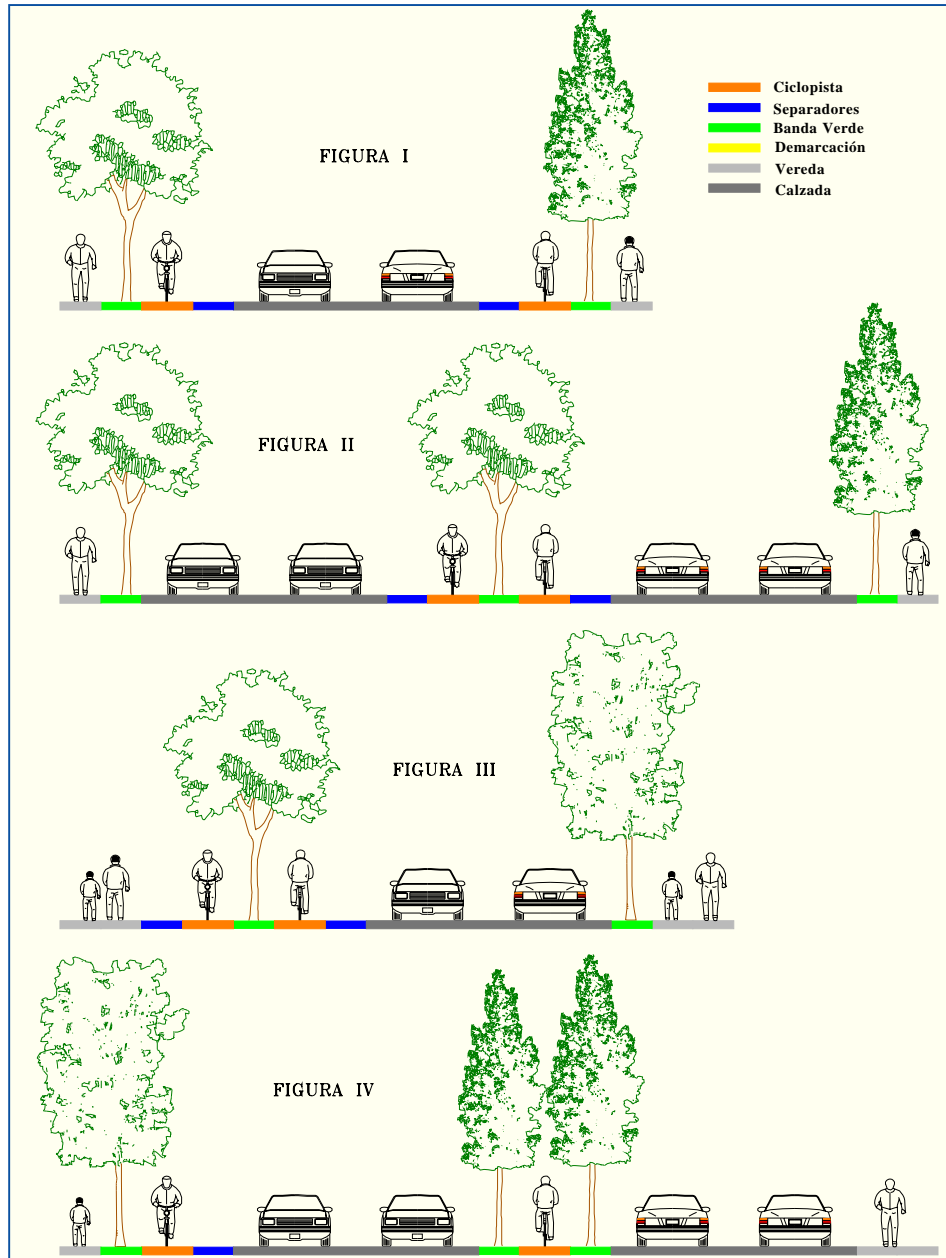 Ciclopista
Separadores
Banda Verde
Demarcación
Vereda
Calzada
FIGURA I
FIGURA II
FIGURA III
FIGURA IV